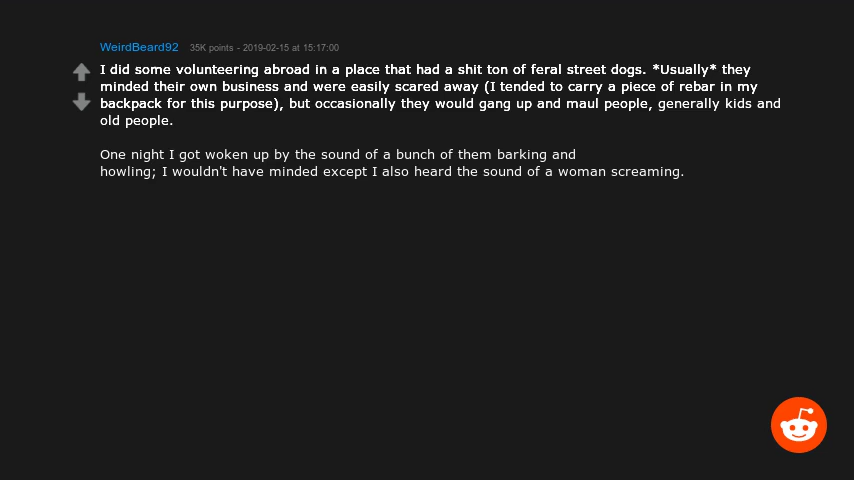 WeirdBeard92 35K points - 2019-02-15 at 15:17:00
I did some volunteering abroad in a place that had a shit ton of feral street dogs. *Usually* they
minded their own business and were easily scared away (I tended to carry a piece of rebar in my
backpack for this purpose), but occasionally they would gang up and maul people, generally kids and
old people.
One night I got woken up by the sound of a bunch of them barking and
howling; I wouldn't have minded except I also heard the sound of a woman screaming.